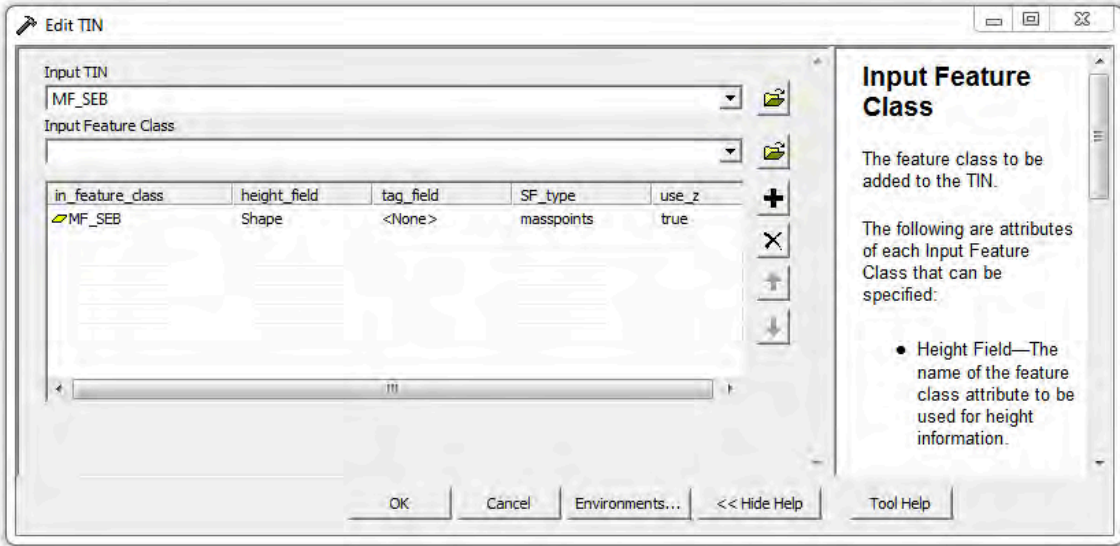 Edit TIN
Input TIN
MF_SEB
Input Feature Class
in_feature_class height_field tag_field SF_type use_z
MF_SEB Shape <None> masspoints true
OK Cancel Environments... << Hide Help Tool Help
Input Feature
Class
The feature class to be
added to the TIN.
The following are attributes
of each Input Feature
Class that can be
specified:
● Height Field—The
name of the feature
class attribute to be
used for height
information.